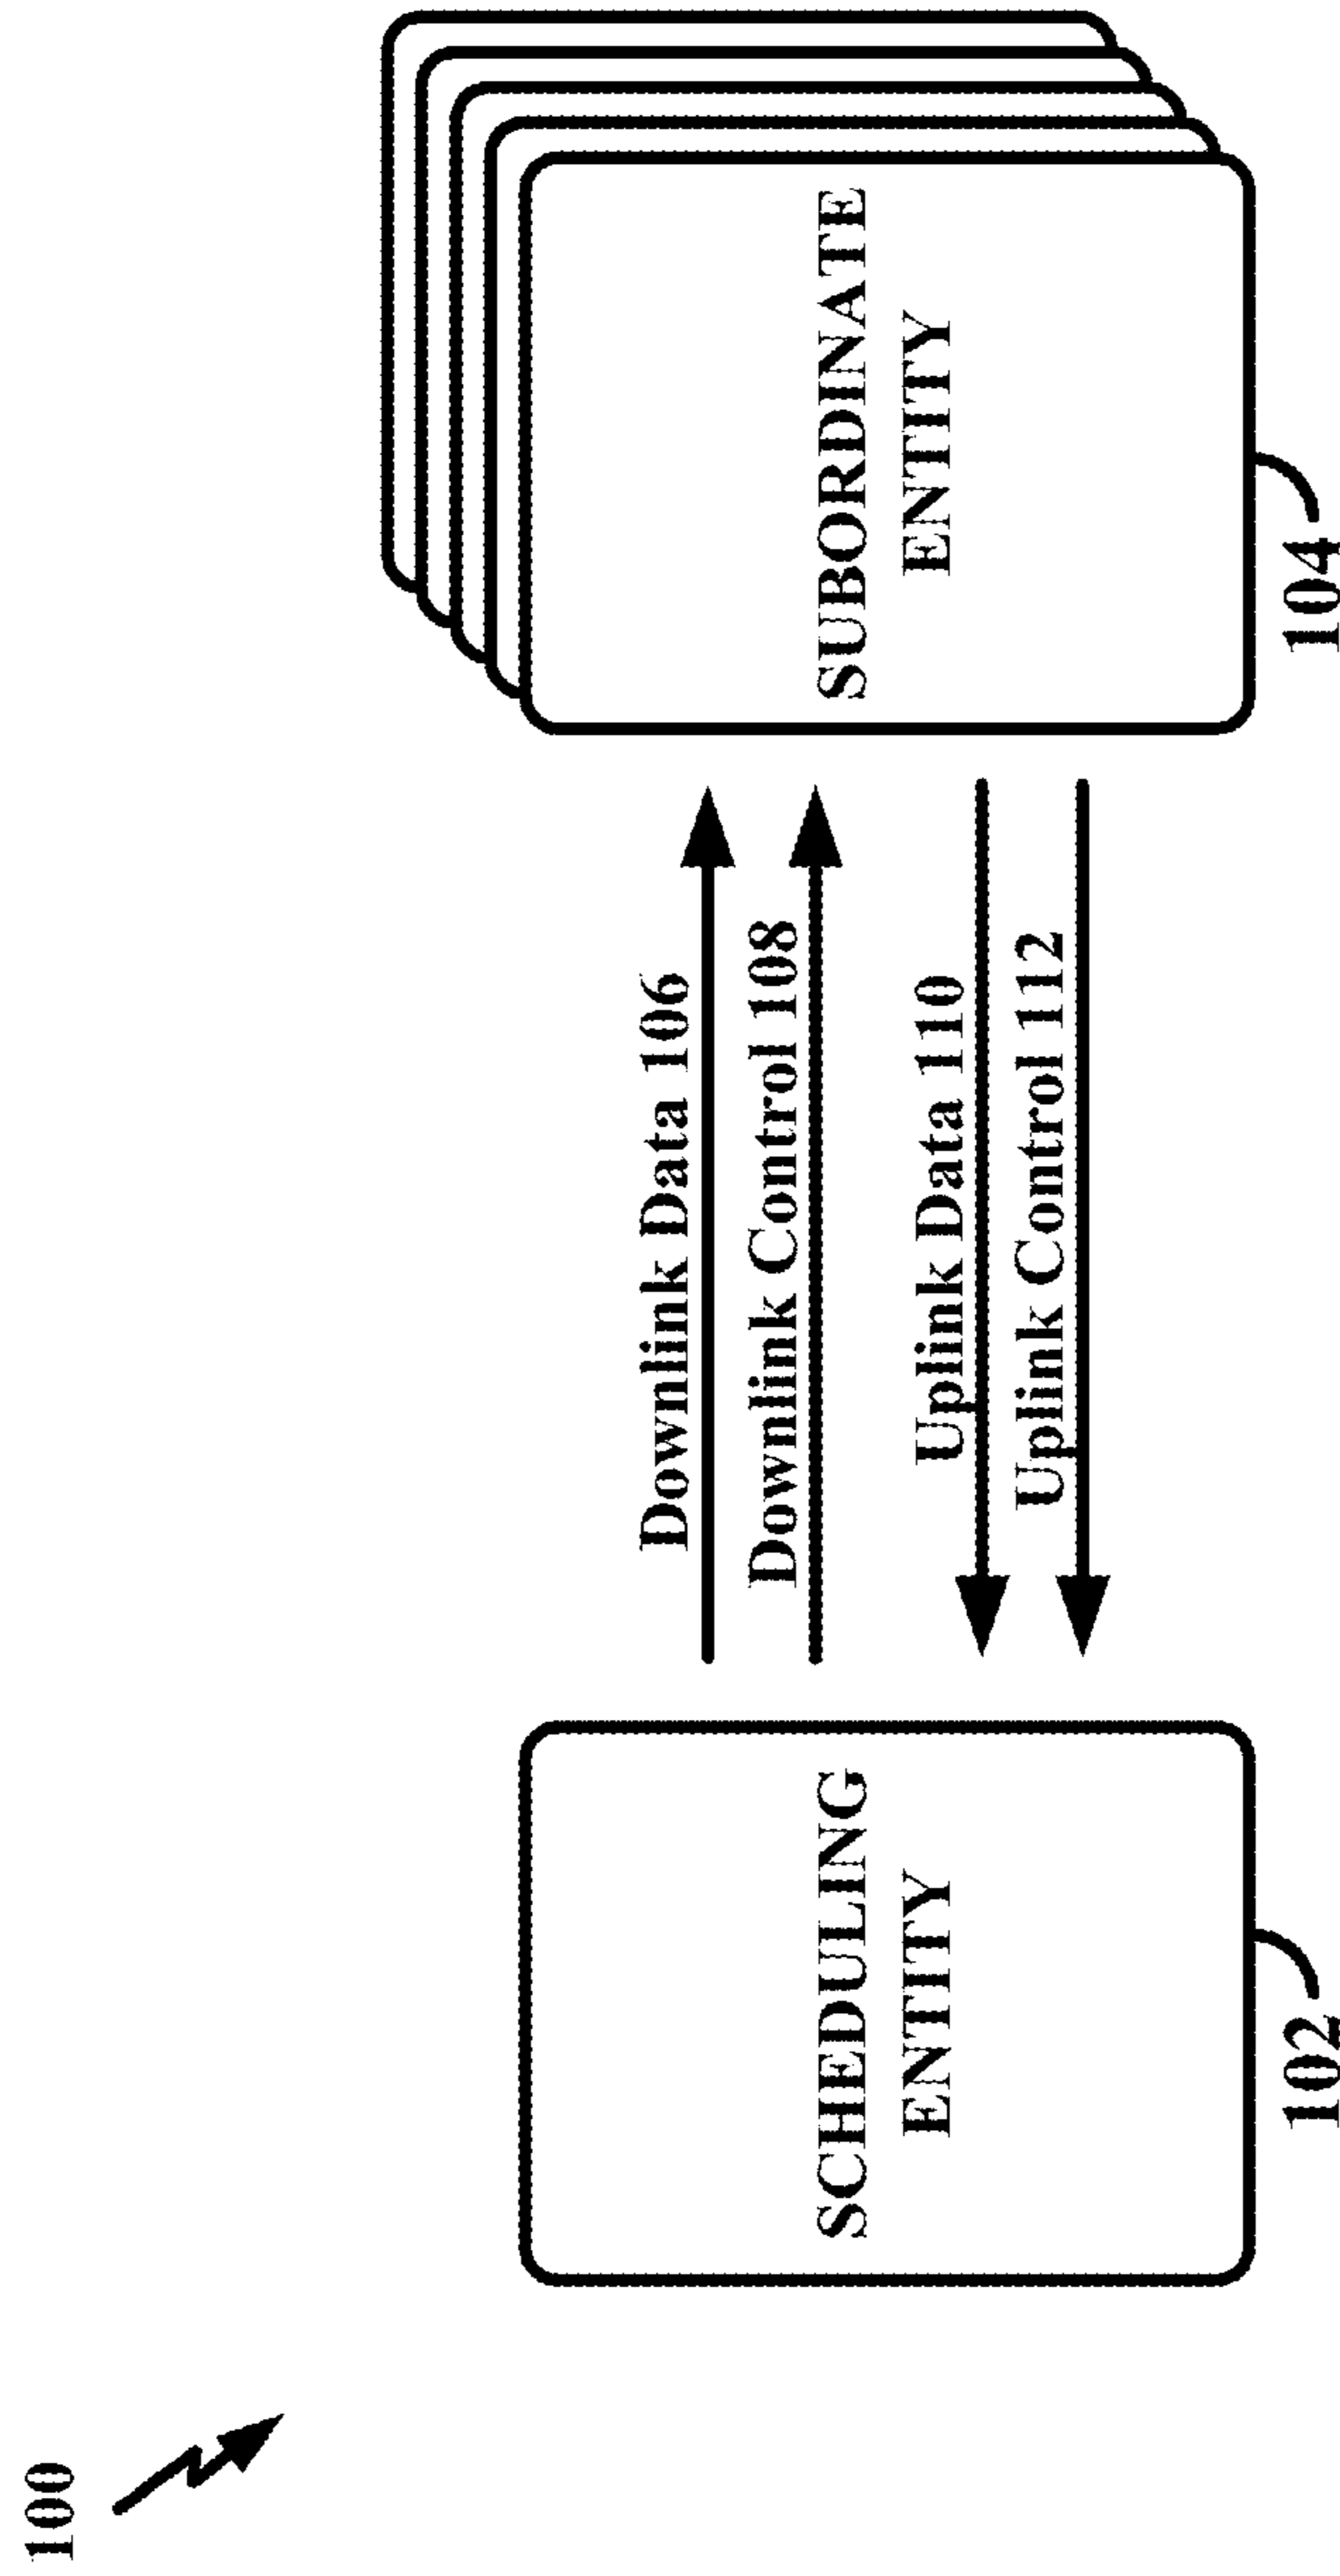 100
SCHEDULING
ENTITY
102
Downlink Data 106
Downlink Control 108
Uplink Data 110
Uplink Control 112
SUBORDINATE
ENTITY
104